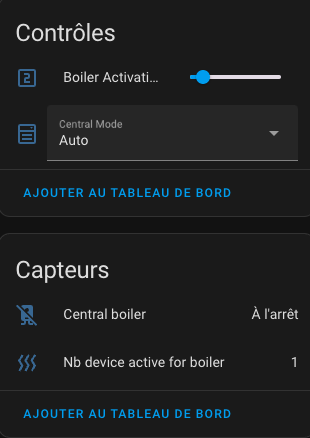 Contrôles
2
Boiler Activati...
Central Mode
Auto
AJOUTER AU TABLEAU DE BORD
Capteurs
Central boiler À l'arrêt
Nb device active for boiler 1
AJOUTER AU TABLEAU DE BORD